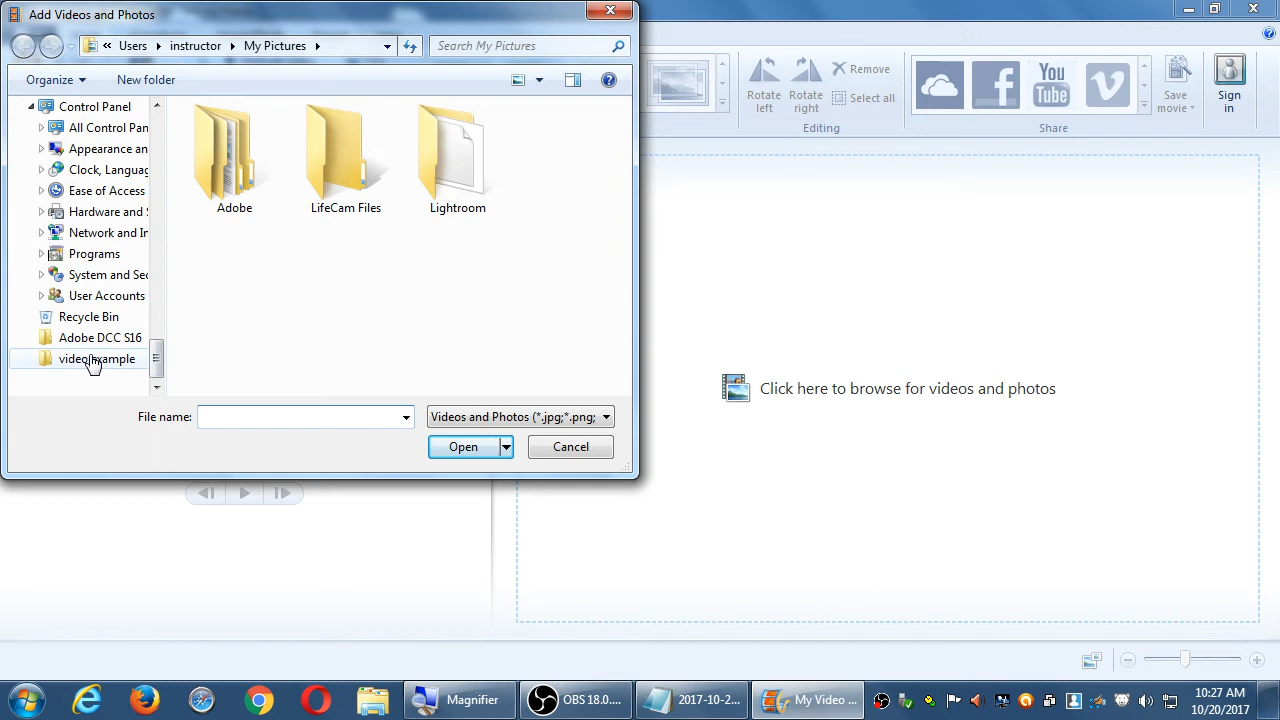 Add Videos and Photos
« Users instructor My Pictures
Search My Pictures
Organize New folder
Control Panel
All Control Pan
Appearance an
Clock, Languag
Ease of Access
Hardware and S
Network and In
Programs
System and Sec
User Accounts
Recycle Bin
Adobe DCC S16
video example
Adobe
LifeCam Files
Lightroom
File name:
Videos and Photos (*.jpg;*.png;
Open
Cancel
Rotate left
Rotate right
Remove
Select all
Editing
You Tube
Share
Save movie
Sign in
Click here to browse for videos and photos
Magnifier
OBS 18.0....
2017-10-2...
My Video ...
10:27 AM
10/20/2017